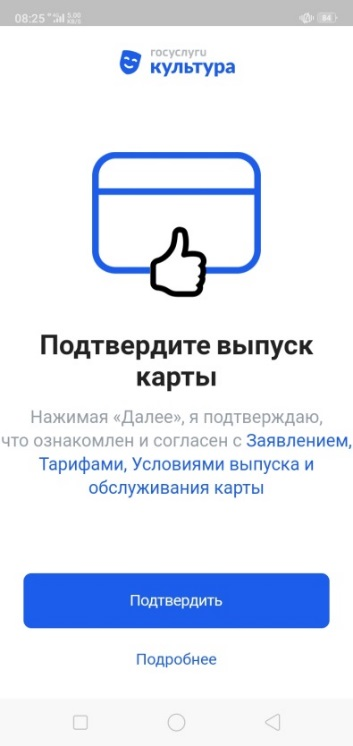 08:25
госуслуги
культура
Подтвердите выпуск
карты
Нажимая «Далее», я подтверждаю,
что ознакомлен и согласен с Заявлением,
Тарифами, Условиями выпуска и
обслуживания карты
Подтвердить
Подробнее